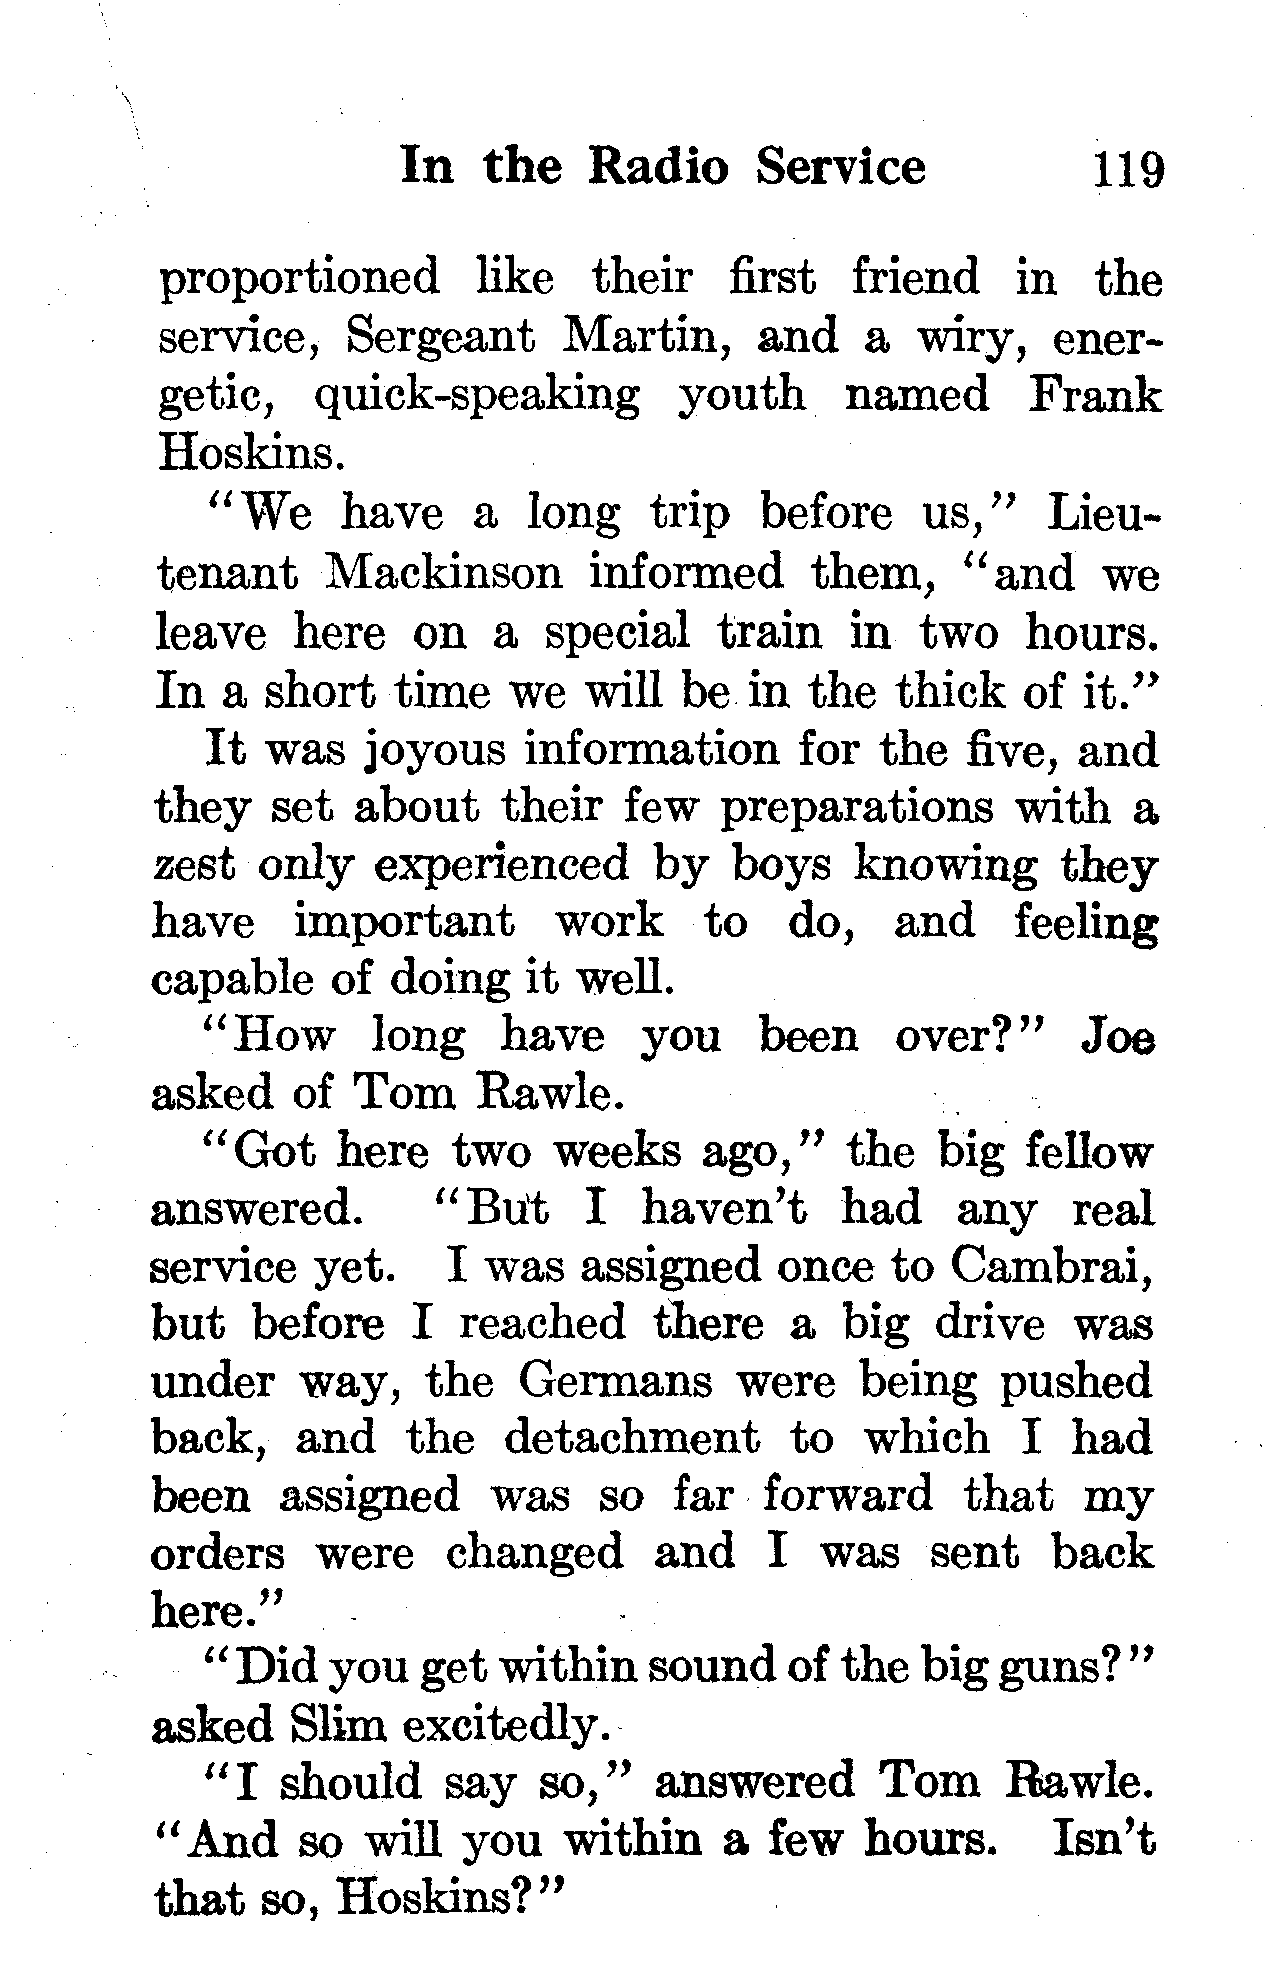 In the Radio Service 119
proportioned like their first friend in the
service, Sergeant Martin, and a wiry, ener-
getic, quick-speaking youth named Frank
Hoskins.
"We have a long trip before us," Lieu-
tenant Mackinson informed them, "and we
leave here on a special train in two hours.
In a short time we will be in the thick of it."
It was joyous information for the five, and
they set about their few preparations with a
zest only experienced by boys knowing they
have important work to do, and feeling
capable of doing it well.
"How long have you been over?" Joe
asked of Tom Rawle.
"Got here two weeks ago," the big fellow
answered. "But I haven't had any real
service yet. I was assigned once to Cambrai,
but before I reached there a big drive was
under way, the Germans were being pushed
back, and the detachment to which I had
been assigned was so far forward that my
orders were changed and I was sent back
here."
"Did you get within sound of the big guns?"
asked Slim excitedly.
"I should say so," answered Tom Rawle.
"And so will you within a few hours. Isn't
that so, Hoskins?"